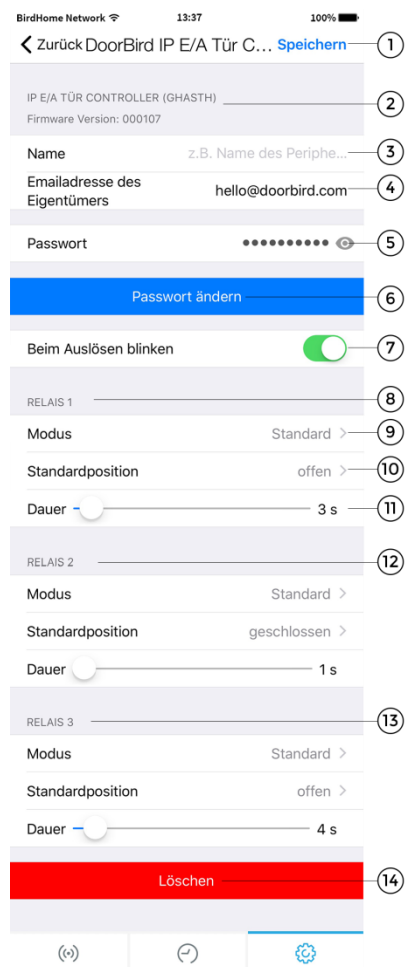 BirdHome Network 13:37 100%
Zurück DoorBird IP E/A Tür C... Speichern 1
IP E/A TÜR CONTROLLER (GHASTH) 2
Firmware Version: 000107
Name z.B. Name des Periphe... 3
Emailadresse des
Eigentümers hello@doorbird.com 4
Passwort •••••••••• 5
Passwort ändern 6
Beim Auslösen blinken 7
RELAIS 1 8
Modus Standard 9
Standardposition offen 10
Dauer 3 s 11
RELAIS 2 12
Modus Standard
Standardposition geschlossen
Dauer 1 s
RELAIS 3 13
Modus Standard
Standardposition offen
Dauer 4 s
Löschen 14